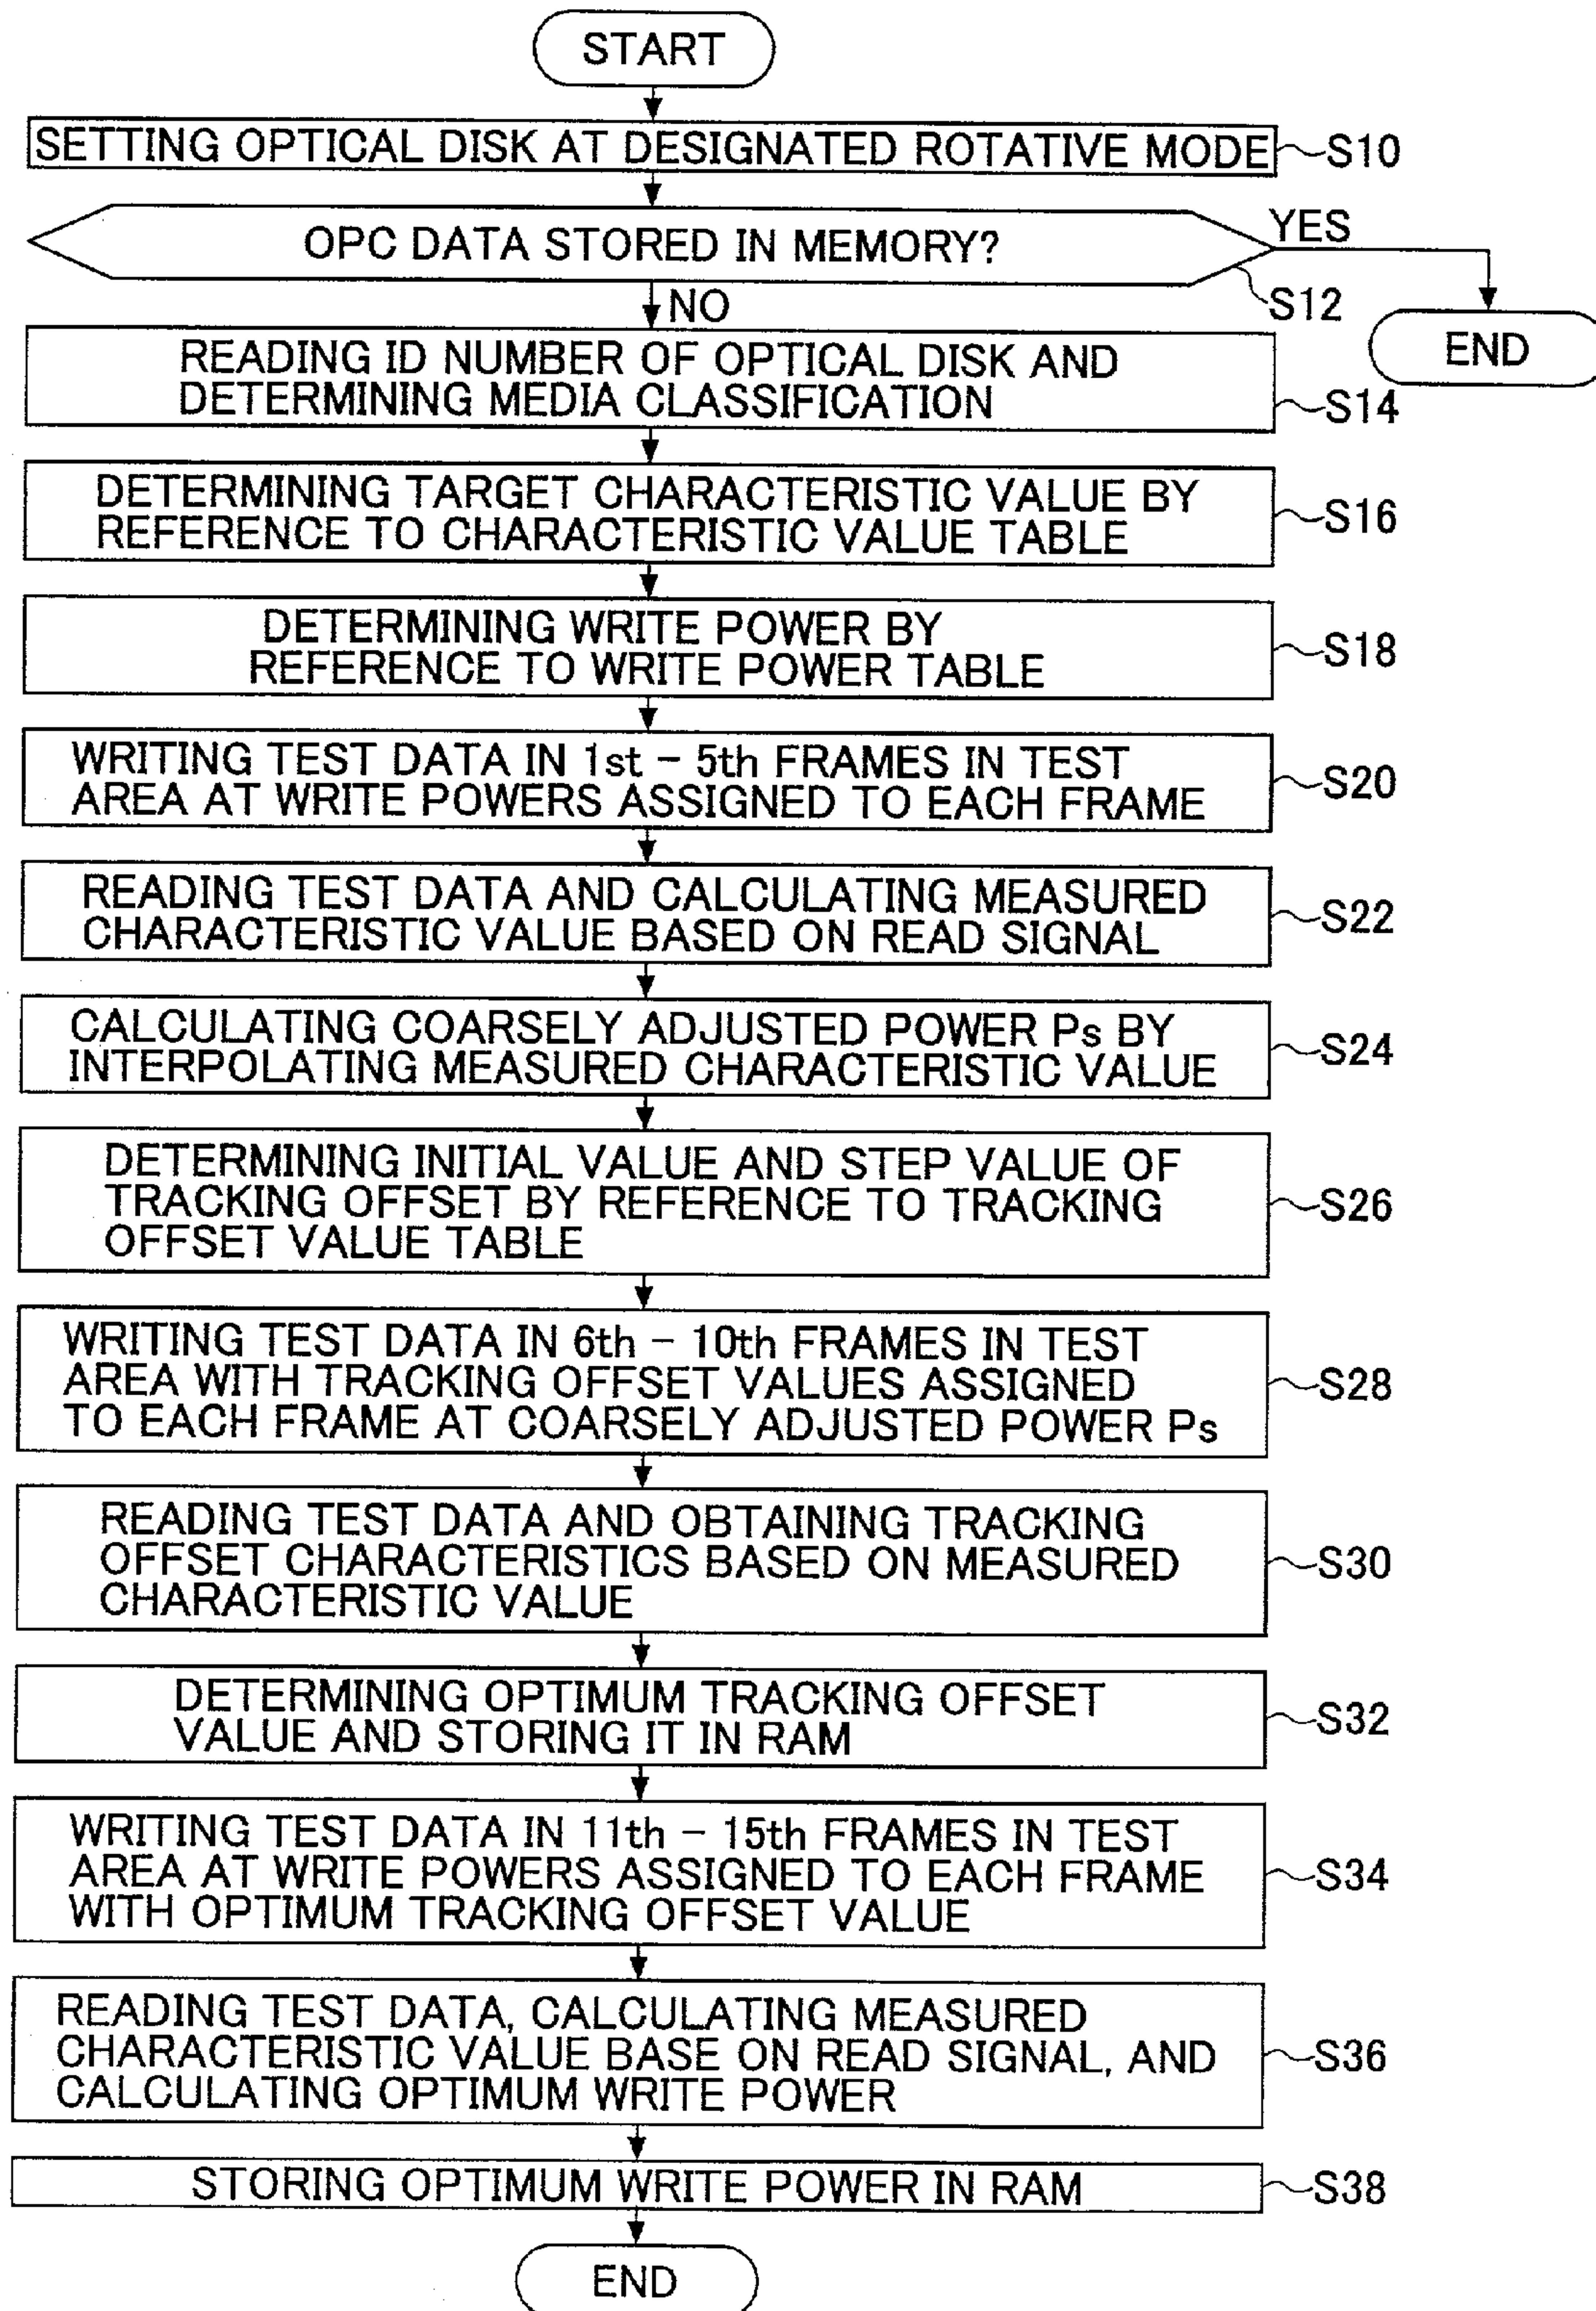 START
SETTING OPTICAL DISK AT DESIGNATED ROTATIVE MODE
S10
OPC DATA STORED IN MEMORY?
YES
S12
NO
END
READING ID NUMBER OF OPTICAL DISK AND
DETERMINING MEDIA CLASSIFICATION
S14
DETERMINING TARGET CHARACTERISTIC VALUE BY
REFERENCE TO CHARACTERISTIC VALUE TABLE
S16
DETERMINING WRITE POWER BY
REFERENCE TO WRITE POWER TABLE
S18
WRITING TEST DATA IN 1st - 5th FRAMES IN TEST
AREA AT WRITE POWERS ASSIGNED TO EACH FRAME
S20
READING TEST DATA AND CALCULATING MEASURED
CHARACTERISTIC VALUE BASED ON READ SIGNAL
S22
CALCULATING COARSELY ADJUSTED POWER Ps BY
INTERPOLATING MEASURED CHARACTERISTIC VALUE
S24
DETERMINING INITIAL VALUE AND STEP VALUE OF
TRACKING OFFSET BY REFERENCE TO TRACKING
OFFSET VALUE TABLE
S26
WRITING TEST DATA IN 6th - 10th FRAMES IN TEST
AREA WITH TRACKING OFFSET VALUES ASSIGNED
TO EACH FRAME AT COARSELY ADJUSTED POWER Ps
S28
READING TEST DATA AND OBTAINING TRACKING
OFFSET CHARACTERISTICS BASED ON MEASURED
CHARACTERISTIC VALUE
S30
DETERMINING OPTIMUM TRACKING OFFSET
VALUE AND STORING IT IN RAM
S32
WRITING TEST DATA IN 11th - 15th FRAMES IN TEST
AREA AT WRITE POWERS ASSIGNED TO EACH FRAME
WITH OPTIMUM TRACKING OFFSET VALUE
S34
READING TEST DATA, CALCULATING MEASURED
CHARACTERISTIC VALUE BASE ON READ SIGNAL, AND
CALCULATING OPTIMUM WRITE POWER
S36
STORING OPTIMUM WRITE POWER IN RAM
S38
END